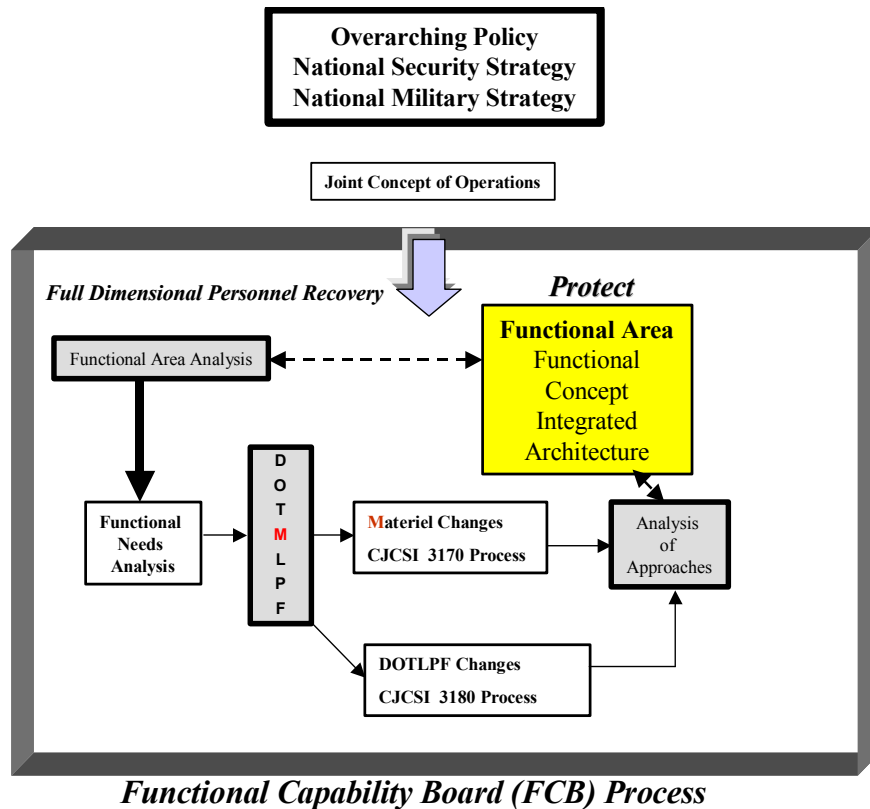 Overarching Policy
National Security Strategy
National Military Strategy
Joint Concept of Operations
Full Dimensional Personnel Recovery
Protect
Functional Area
Functional
Concept
Integrated
Architecture
Functional Area Analysis
Functional
Needs
Analysis
D
O
T
M
L
P
F
Materiel Changes
CJCSI 3170 Process
Analysis
of
Approaches
DOTLPF Changes
CJCSI 3180 Process
Functional Capability Board (FCB) Process